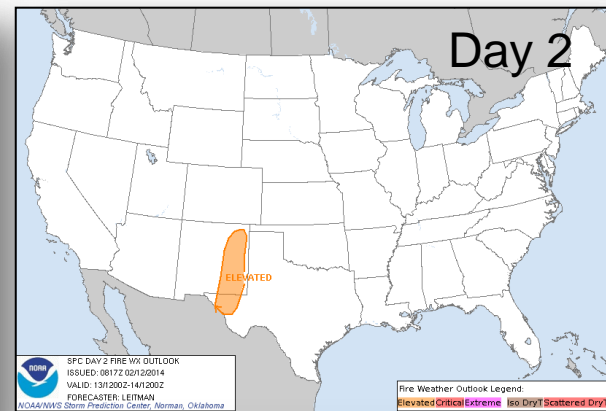 Day 2
ELEVATED
NOAA
SPC DAY 2 FIRE WX OUTLOOK
ISSUED: 0817Z 02/12/2014
VALID: 13/1200Z-14/1200Z
FORECASTER: LEITMAN
NOAA/NWS Storm Prediction Center, Norman, Oklahoma
Fire Weather Outlook Legend:
Elevated Critical Extreme Iso DryT Scattered DryT